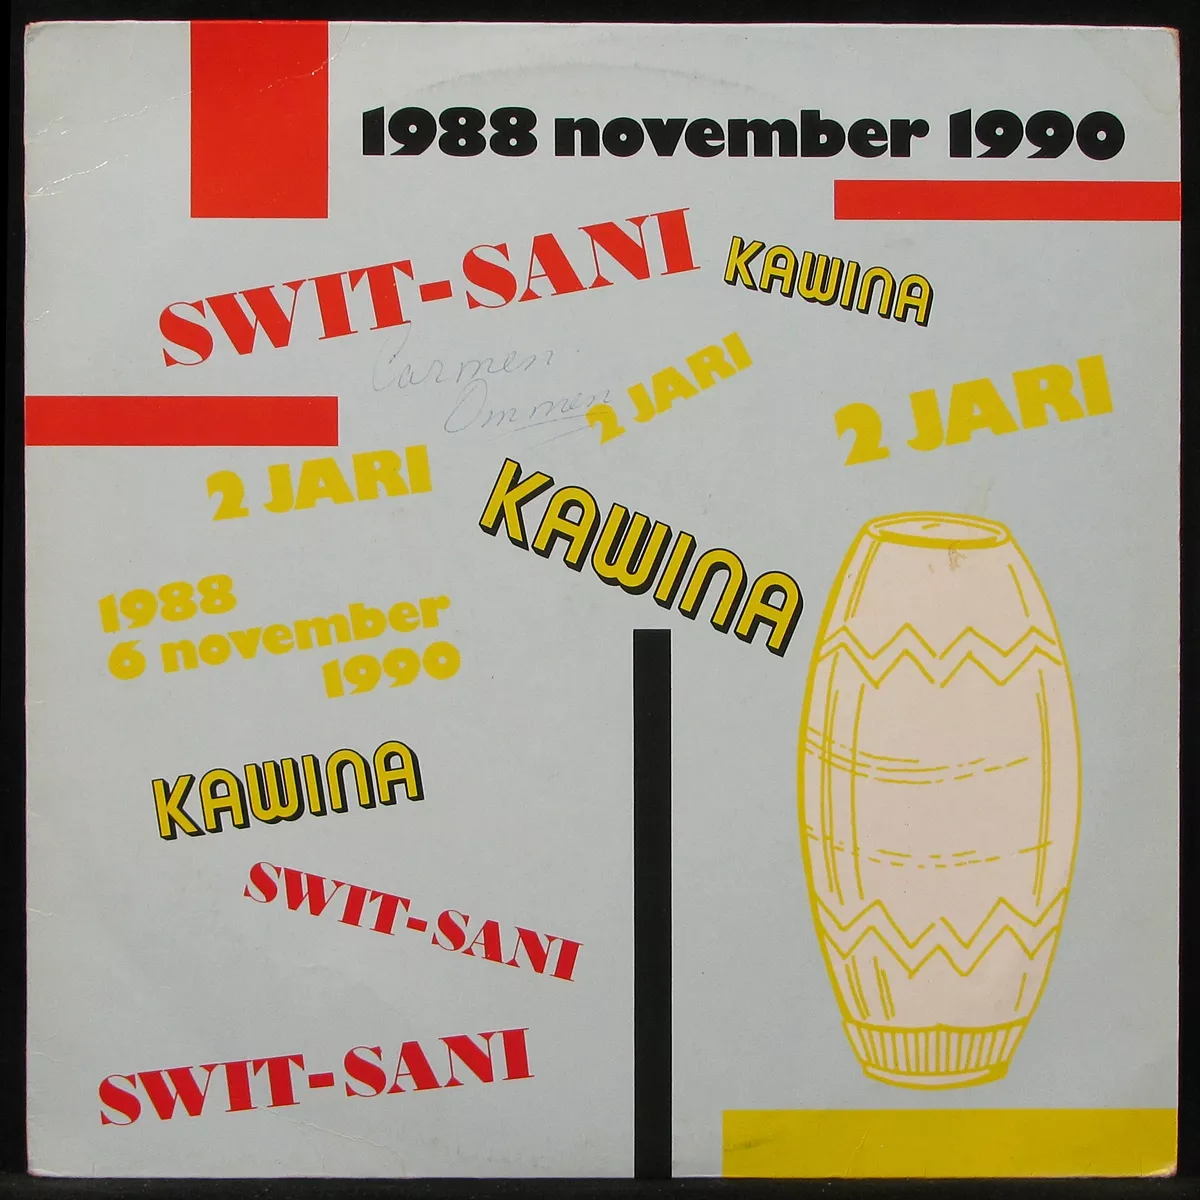 1988 november 1990
SWIT-SANI
KAWINA
Carmen
Ommen
2 JARI
2 JARI
2 JARI
KAWINA
1988
6 november
1990
KAWINA
SWIT-SANI
SWIT-SANI